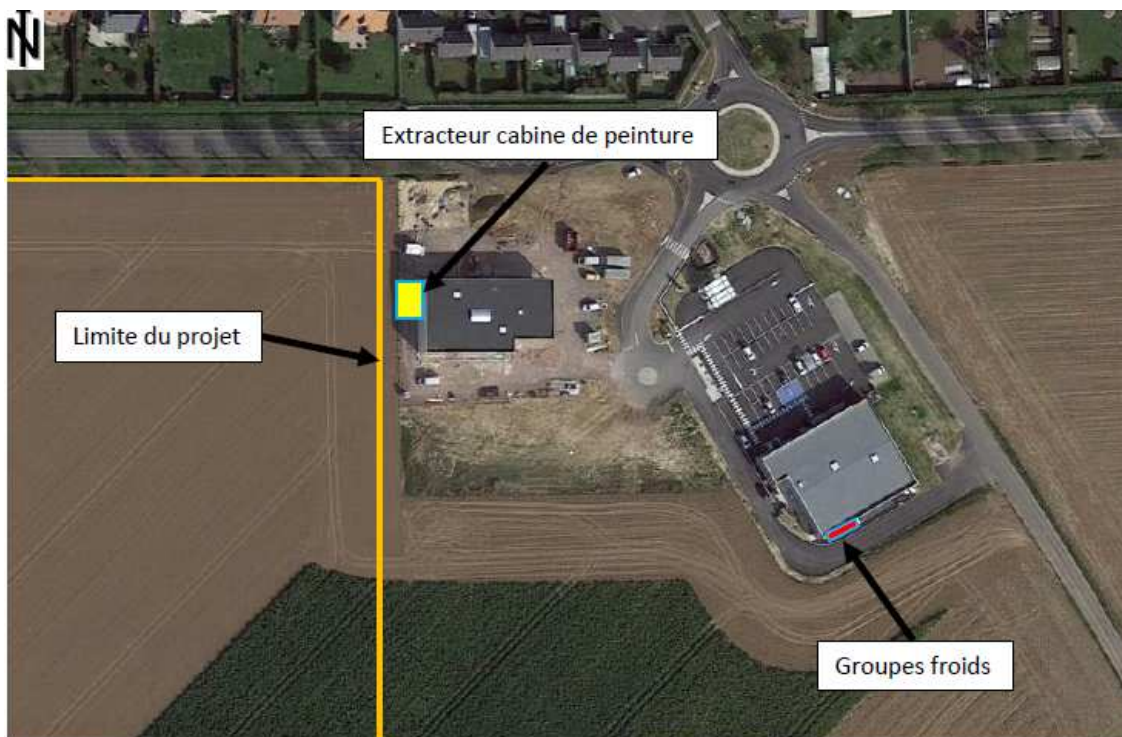 N
Extracteur cabine de peinture
Limite du projet
Groupes froids